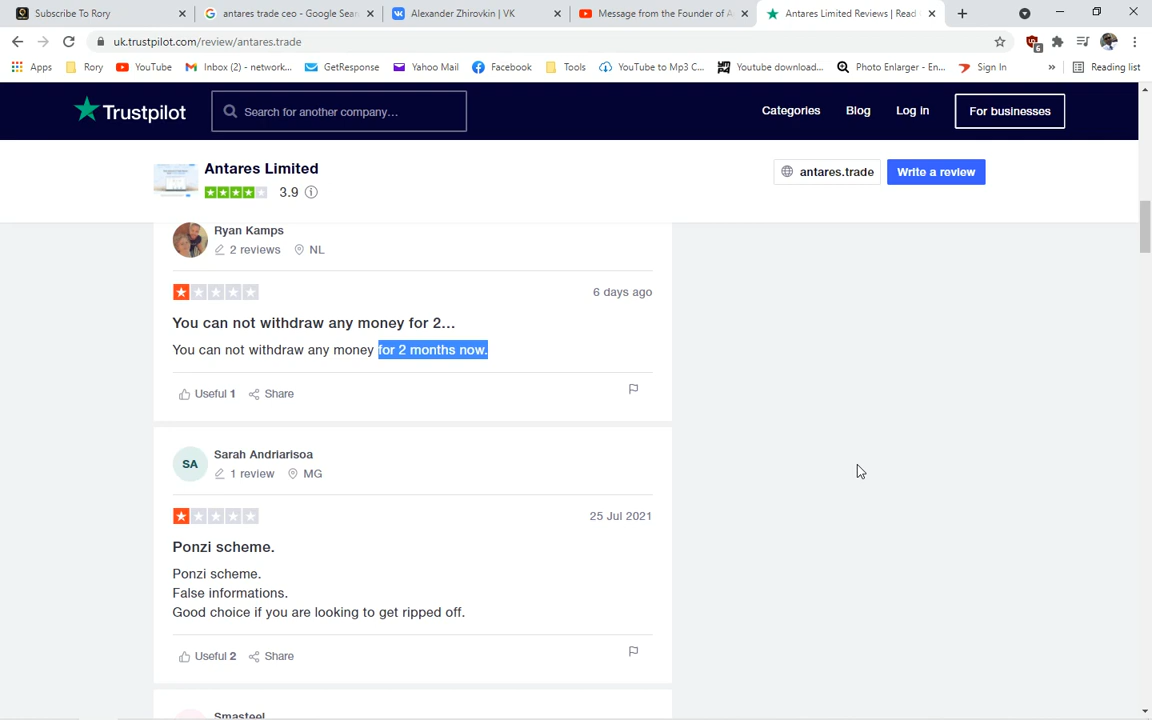 Subscribe To Rory
antares trade ceo - Google Sear
Alexander Zhirovkin | VK
Message from the Founder of A
Antares Limited Reviews | Read
uk.trustpilot.com/review/antares.trade
6
Apps
Rory
YouTube
Inbox (2) - network...
GetResponse
Yahoo Mail
Facebook
Tools
YouTube to Mp3 C...
Youtube download...
Photo Enlarger - En...
Sign In
»
Reading list
Trustpilot
Search for another company...
Categories
Blog
Log in
For businesses
Antares Limited
3.9
antares.trade
Write a review
Ryan Kamps
2 reviews NL
6 days ago
You can not withdraw any money for 2...
You can not withdraw any money for 2 months now.
Useful 1 Share
SA
Sarah Andriarisoa
1 review MG
25 Jul 2021
Ponzi scheme.
Ponzi scheme.
False informations.
Good choice if you are looking to get ripped off.
Useful 2 Share
Smasteel